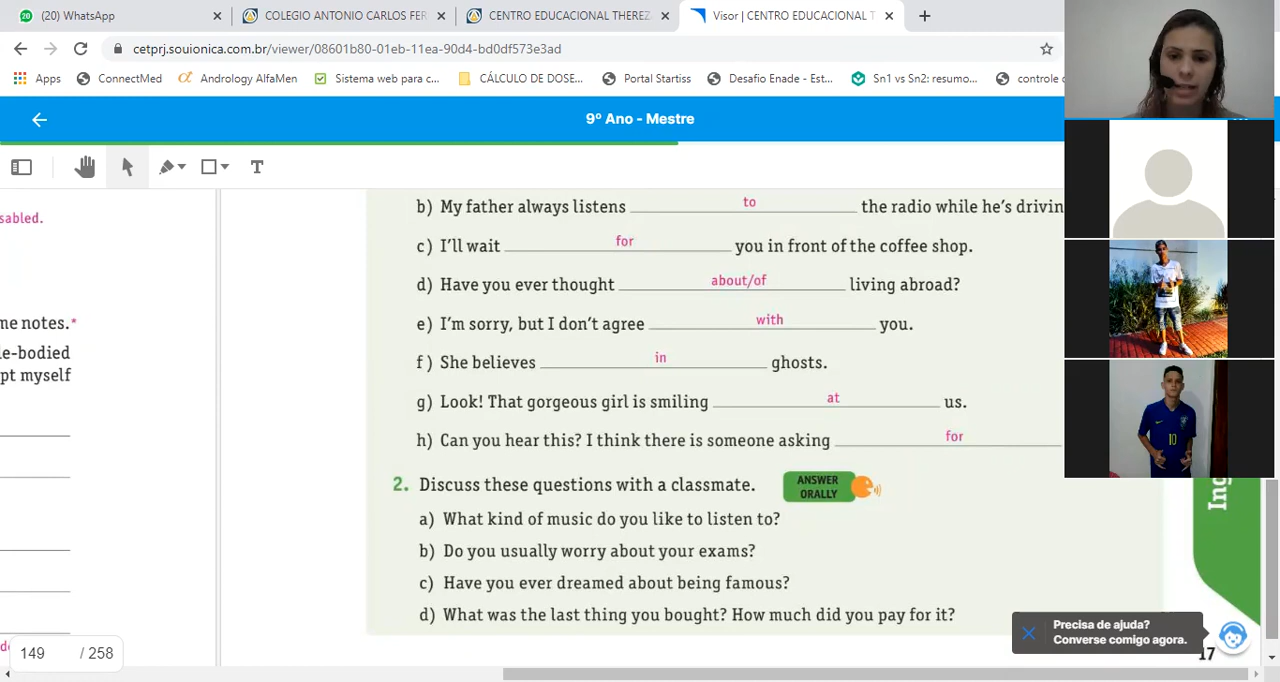 20 (20) WhatsApp × COLEGIO ANTONIO CARLOS FER × CENTRO EDUCACIONAL THEREZ × Visor | CENTRO EDUCACIONAL T × +
cetprj.souionica.com.br/viewer/08601b80-01eb-11ea-90d4-bd0df573e3ad
Apps ConnectMed Andrology AlfaMen Sistema web para c... CÁLCULO DE DOSE... Portal Startiss Desafio Enade - Est... Sn1 vs Sn2: resumo... controle c
9º Ano - Mestre
T
sabled.
me notes.*
le-bodied
pt myself
b) My father always listens to the radio while he's drivin
c) I'll wait for you in front of the coffee shop.
d) Have you ever thought about/of living abroad?
e) I'm sorry, but I don't agree with you.
f) She believes in ghosts.
g) Look! That gorgeous girl is smiling at us.
h) Can you hear this? I think there is someone asking for
2. Discuss these questions with a classmate. ANSWER
ORALLY
a) What kind of music do you like to listen to?
b) Do you usually worry about your exams?
c) Have you ever dreamed about being famous?
d) What was the last thing you bought? How much did you pay for it?
Ing
10
Precisa de ajuda?
Converse comigo agora.
149 / 258
17